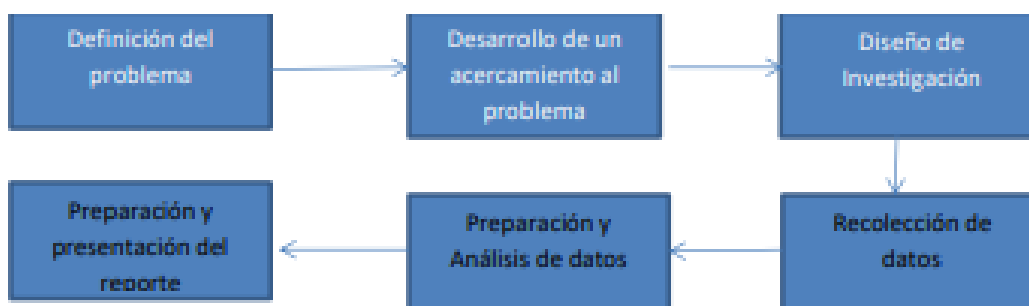 Definición del
problema
Desarrollo de un
acercamiento al
problema
Diseño de
Investigación
Recolección de
datos
Preparación y
Análisis de datos
Preparación y
presentación del
reporte